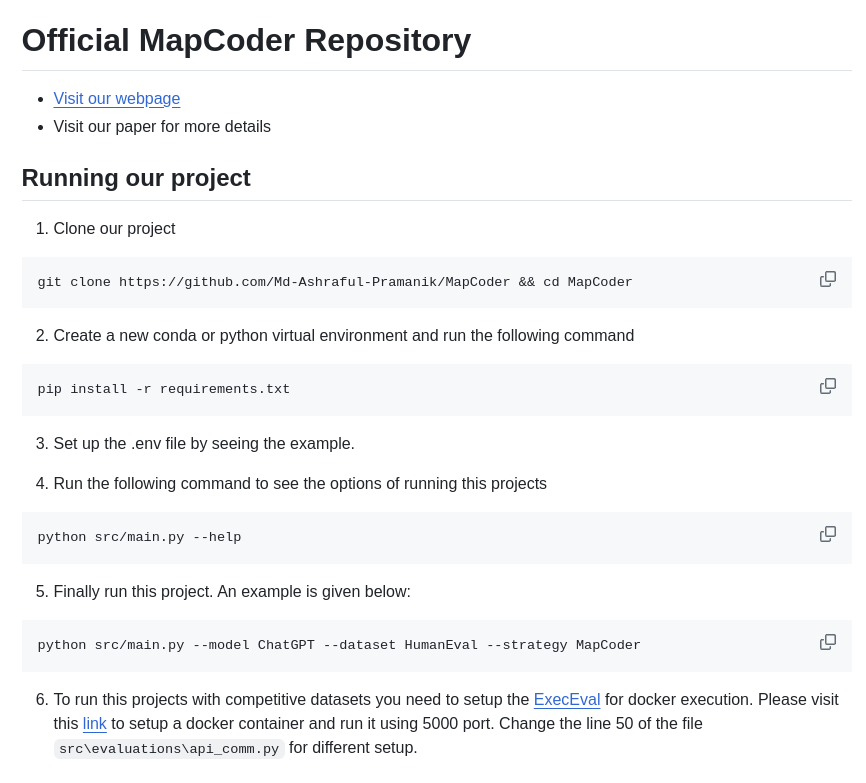 Official MapCoder Repository
• Visit our webpage
• Visit our paper for more details
Running our project
1. Clone our project
git clone https://github.com/Md-Ashraful-Pramanik/MapCoder && cd MapCoder
2. Create a new conda or python virtual environment and run the following command
pip install -r requirements.txt
3. Set up the .env file by seeing the example.
4. Run the following command to see the options of running this projects
python src/main.py --help
5. Finally run this project. An example is given below:
python src/main.py --model ChatGPT --dataset HumanEval --strategy MapCoder
6. To run this projects with competitive datasets you need to setup the ExecEval for docker execution. Please visit
this link to setup a docker container and run it using 5000 port. Change the line 50 of the file
src\evaluations\api_comm.py for different setup.